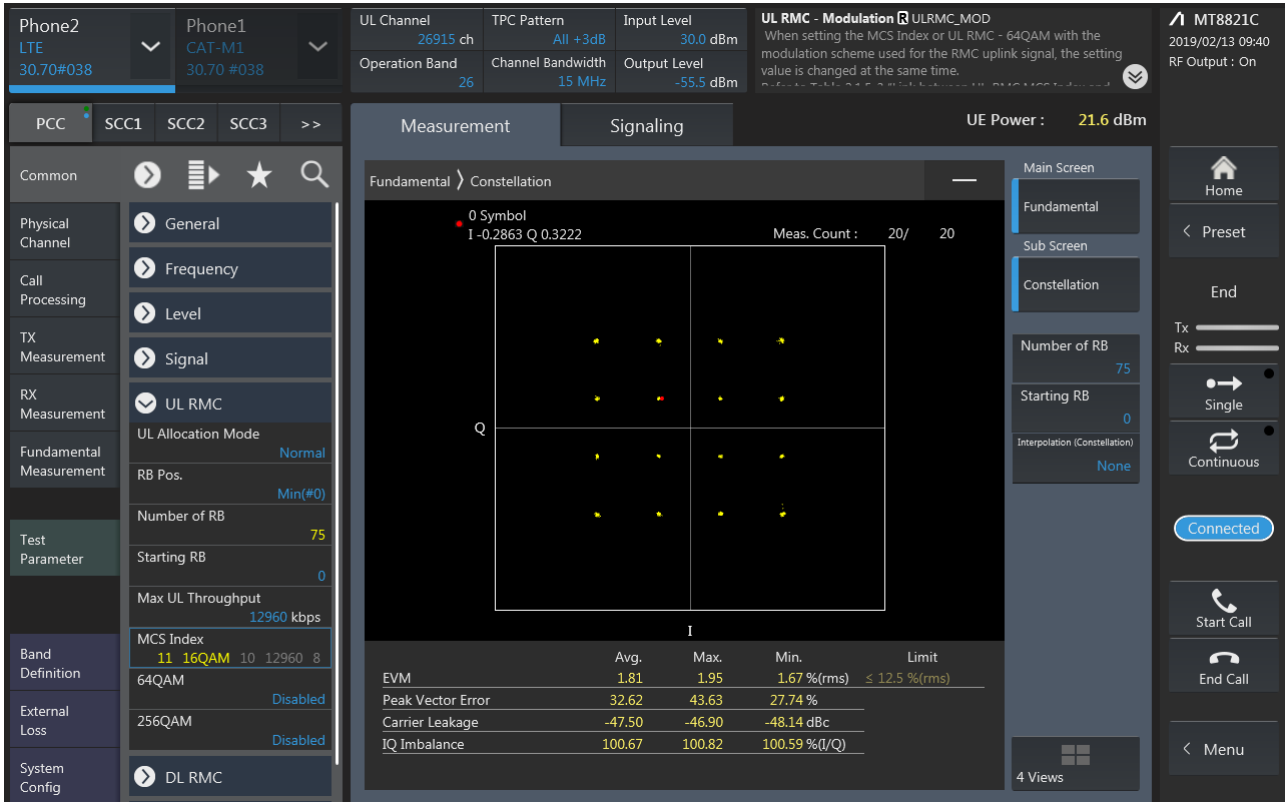 Phone2
LTE
30.70#038
Phone1
CAT-M1
30.70 #038
UL Channel
26915 ch
TPC Pattern
All +3dB
Input Level
30.0 dBm
Operation Band
26
Channel Bandwidth
15 MHz
Output Level
-55.5 dBm
UL RMC - Modulation R ULRMC_MOD
When setting the MCS Index or UL RMC - 64QAM with the
modulation scheme used for the RMC uplink signal, the setting
value is changed at the same time.
MT8821C
2019/02/13 09:40
RF Output : On
PCC
SCC1
SCC2
SCC3
>>
Measurement
Signaling
UE Power : 21.6 dBm
Common
Physical
Channel
Call
Processing
TX
Measurement
RX
Measurement
Fundamental
Measurement
Test
Parameter
Band
Definition
External
Loss
System
Config
General
Frequency
Level
Signal
UL RMC
UL Allocation Mode
Normal
RB Pos.
Min(#0)
Number of RB
75
Starting RB
0
Max UL Throughput
12960 kbps
MCS Index
11 16QAM 10 12960 8
64QAM
Disabled
256QAM
Disabled
DL RMC
Fundamental 〉 Constellation
0 Symbol
I -0.2863 Q 0.3222
Meas. Count : 20/ 20
Q
I
Avg. Max. Min. Limit
EVM 1.81 1.95 1.67 %(rms) ≤ 12.5 %(rms)
Peak Vector Error 32.62 43.63 27.74 %
Carrier Leakage -47.50 -46.90 -48.14 dBc
IQ Imbalance 100.67 100.82 100.59 %(I/Q)
Main Screen
Fundamental
Sub Screen
Constellation
Number of RB
75
Starting RB
0
Interpolation (Constellation)
None
4 Views
Home
< Preset
End
Tx
Rx
Single
Continuous
Connected
Start Call
End Call
< Menu